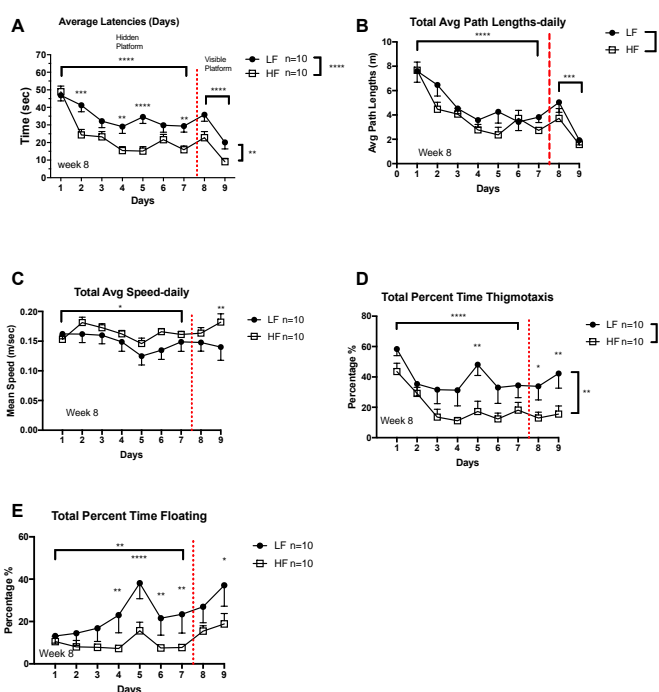 A
Average Latencies (Days)
Hidden
Platform
Visible
Platform
****
***
**
****
**
****
**
LF n=10
HF n=10
****
Time (sec)
70
60
50
40
30
20
10
0
week 8
1 2 3 4 5 6 7 8 9
Days
B
Total Avg Path Lengths-daily
****
***
LF
HF
Avg Path Lengths (m)
10
8
6
4
2
0
Week 8
0 1 2 3 4 5 6 7 8 9
Days
C
Total Avg Speed-daily
*
**
LF n=10
HF n=10
Mean Speed (m/sec)
0.20
0.15
0.10
0.05
0.00
Week 8
1 2 3 4 5 6 7 8 9
Days
D
Total Percent Time Thigmotaxis
****
**
*
**
LF n=10
HF n=10
**
Percentage %
80
60
40
20
0
Week 8
1 2 3 4 5 6 7 8 9
Days
E
Total Percent Time Floating
**
****
**
**
**
*
LF n=10
HF n=10
Percentage %
60
40
20
0
Week 8
1 2 3 4 5 6 7 8 9
Days